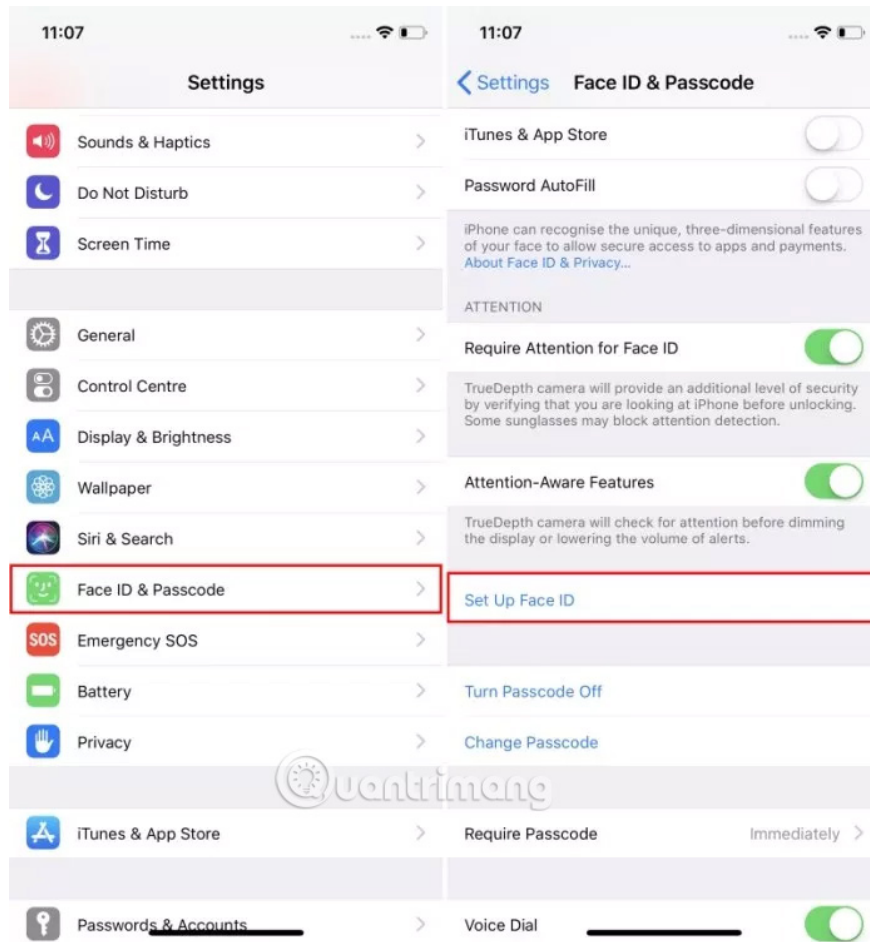 11:07
Settings
Sounds & Haptics
Do Not Disturb
Screen Time
General
Control Centre
AA
Display & Brightness
Wallpaper
Siri & Search
Face ID & Passcode
SOS
Emergency SOS
Battery
Privacy
iTunes & App Store
Passwords & Accounts
11:07
Settings
Face ID & Passcode
iTunes & App Store
Password AutoFill
iPhone can recognise the unique, three-dimensional features
of your face to allow secure access to apps and payments.
About Face ID & Privacy...
ATTENTION
Require Attention for Face ID
TrueDepth camera will provide an additional level of security
by verifying that you are looking at iPhone before unlocking.
Some sunglasses may block attention detection.
Attention-Aware Features
TrueDepth camera will check for attention before dimming
the display or lowering the volume of alerts.
Set Up Face ID
Turn Passcode Off
Change Passcode
Require Passcode
Immediately
Voice Dial
Quantrimang